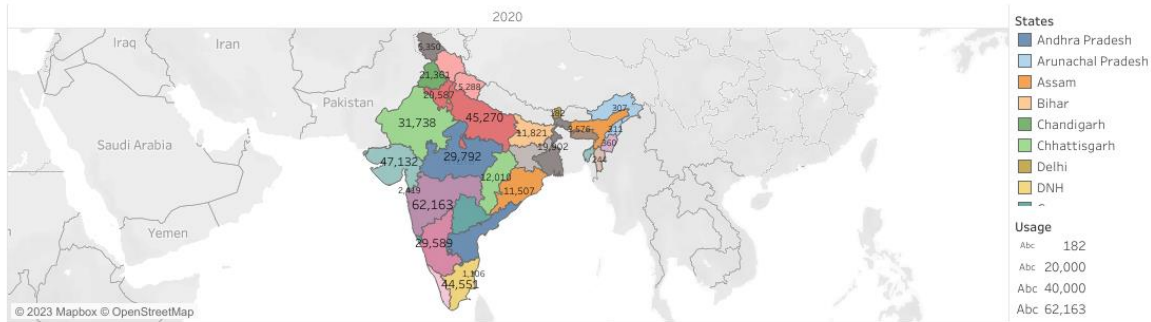 2020
States
Andhra Pradesh
Arunachal Pradesh
Assam
Bihar
Chandigarh
Chhattisgarh
Delhi
DNH
Usage
Abc 182
Abc 20,000
Abc 40,000
Abc 62,163
Iraq
Iran
Pakistan
Saudi Arabia
Yemen
21,361
31,738
45,270
307
11,821
19,902
47,132
29,792
12,010
2,419
11,507
62,163
29,589
1,106
44,551
© 2023 Mapbox © OpenStreetMap